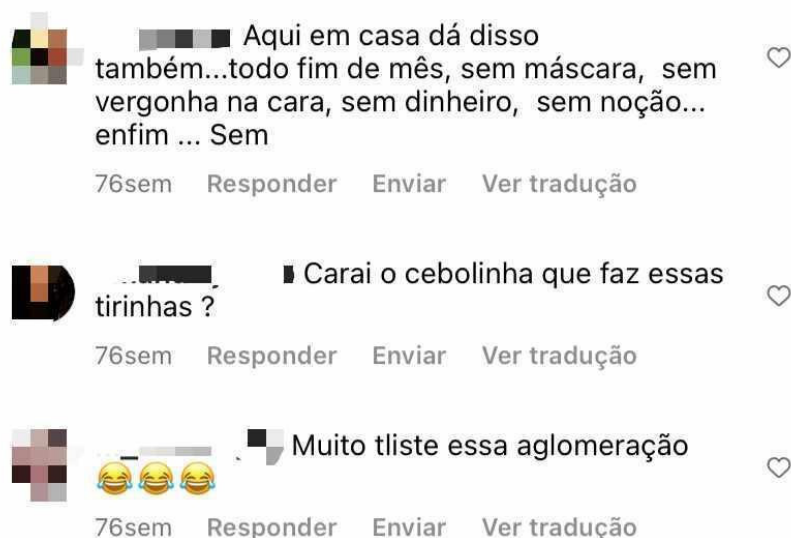 Aqui em casa dá disso
também...todo fim de mês, sem máscara, sem
vergonha na cara, sem dinheiro, sem noção...
enfim ... Sem
76sem Responder Enviar Ver tradução
Carai o cebolinha que faz essas
tirinhas ?
76sem Responder Enviar Ver tradução
Muito tliste essa aglomeração
😂😂😂
76sem Responder Enviar Ver tradução